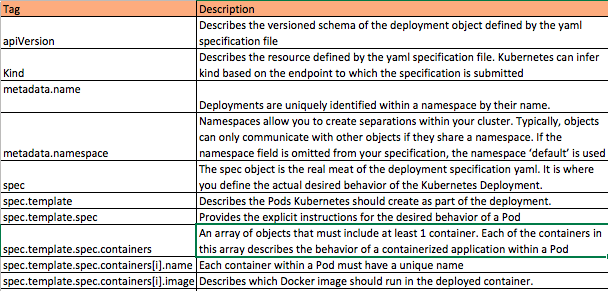 Tag Description
Describes the versioned schema of the deployment object defined by the yaml
apiVersion specification file
Describes the resource defined by the yaml specification file. Kubernetes can infer
Kind kind based on the endpoint to which the specification is submitted
metadata.name
Deployments are uniquely identified within a namespace by their name.
Namespaces allow you to create separations within your cluster. Typically, objects
can only communicate with other objects if they share a namespace. If the
metadata.namespace namespace field is omitted from your specification, the namespace ‘default’ is used
The spec object is the real meat of the deployment specification yaml. It is where
spec you define the actual desired behavior of the Kubernetes Deployment.
spec.template Describes the Pods Kubernetes should create as part of the deployment.
spec.template.spec Provides the explicit instructions for the desired behavior of a Pod
An array of objects that must include at least 1 container. Each of the containers in
spec.template.spec.containers this array describes the behavior of a containerized application within a Pod
spec.template.spec.containers[i].name Each container within a Pod must have a unique name
spec.template.spec.containers[i].image Describes which Docker image should run in the deployed container.